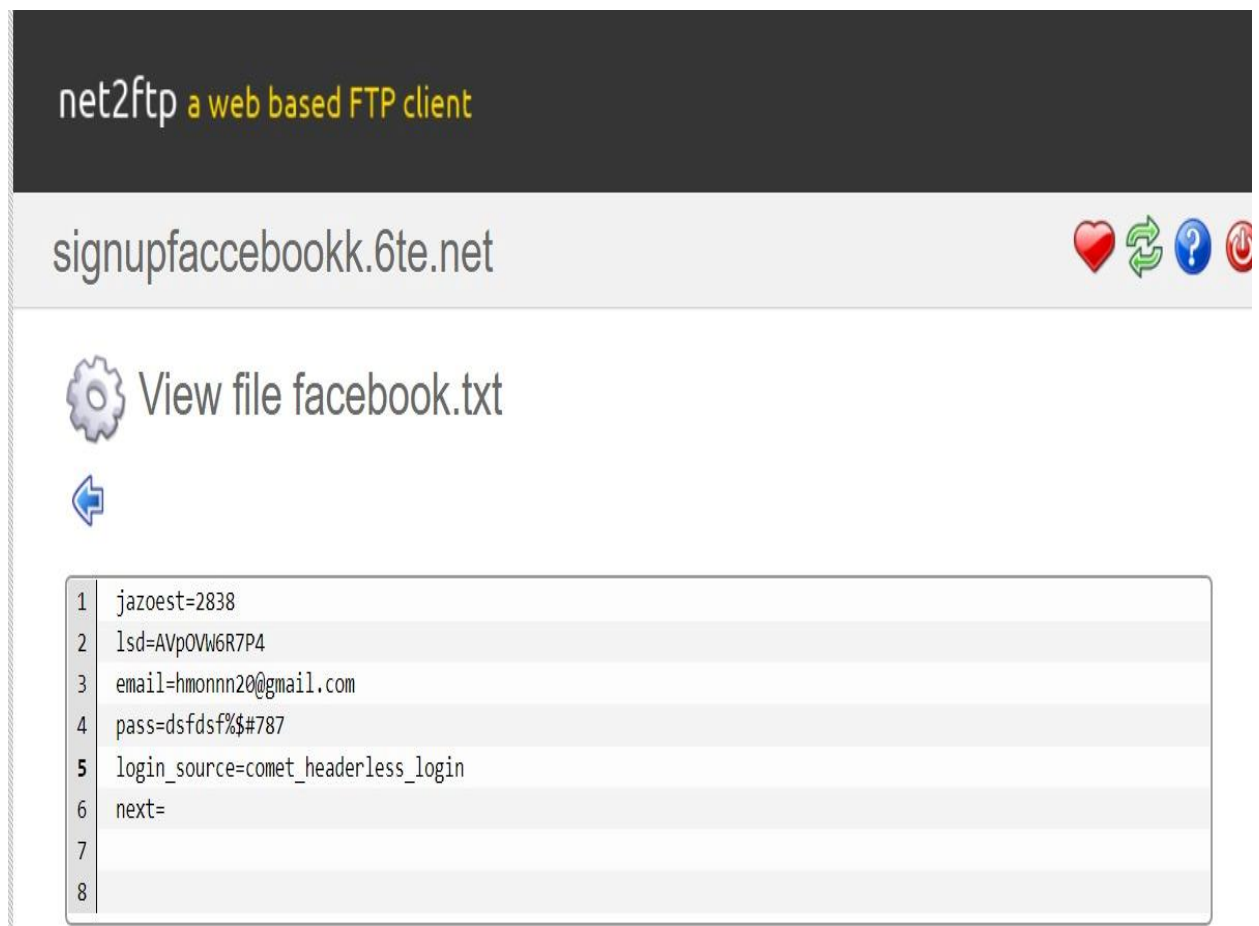 net2ftp a web based FTP client
signupfaccebookk.6te.net
View file facebook.txt
1 jazoest=2838
2 lsd=AVpOVW6R7P4
3 email=hmonnn20@gmail.com
4 pass=dsfdsf%$#787
5 login_source=comet_headerless_login
6 next=
7
8